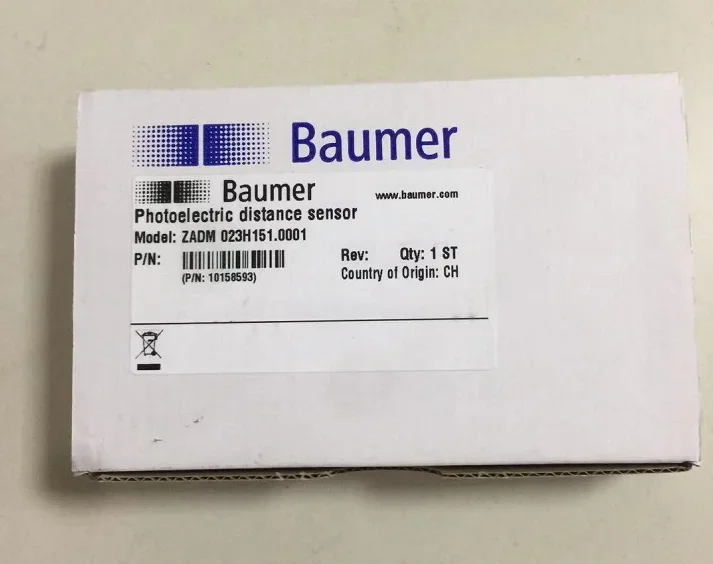 Baumer
Baumer www.baumer.com
Photoelectric distance sensor
Model: ZADM 023H151.0001
P/N: Rev: Qty: 1 ST
(P/N: 10158593) Country of Origin: CH